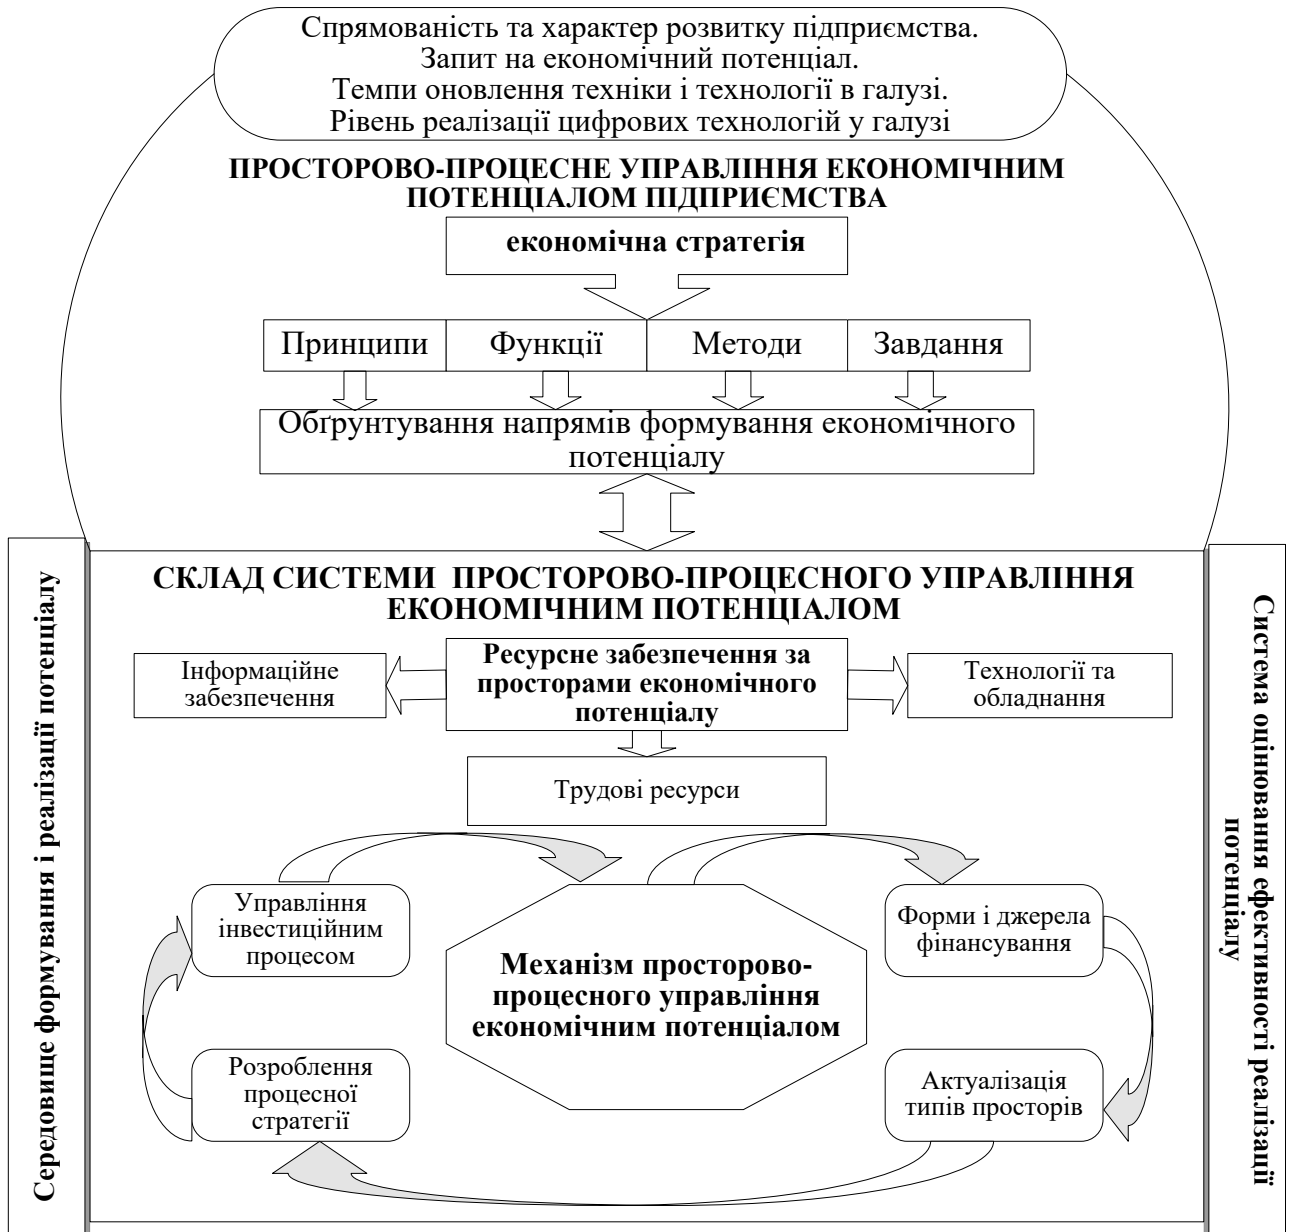 Спрямованість та характер розвитку підприємства.
Запит на економічний потенціал.
Темпи оновлення техніки і технології в галузі.
Рівень реалізації цифрових технологій у галузі
ПРОСТОРОВО-ПРОЦЕСНЕ УПРАВЛІННЯ ЕКОНОМІЧНИМ
ПОТЕНЦІАЛОМ ПІДПРИЄМСТВА
економічна стратегія
Принципи
Функції
Методи
Завдання
Обґрунтування напрямів формування економічного
потенціалу
Середовище формування і реалізації потенціалу
СКЛАД СИСТЕМИ ПРОСТОРОВО-ПРОЦЕСНОГО УПРАВЛІННЯ
ЕКОНОМІЧНИМ ПОТЕНЦІАЛОМ
Інформаційне
забезпечення
Ресурсне забезпечення за
просторами економічного
потенціалу
Технології та
обладнання
Трудові ресурси
Управління
інвестиційним
процесом
Механізм просторово-
процесного управління
економічним потенціалом
Форми і джерела
фінансування
Розроблення
процесної
стратегії
Актуалізація
типів просторів
Система оцінювання ефективності реалізації
потенціалу